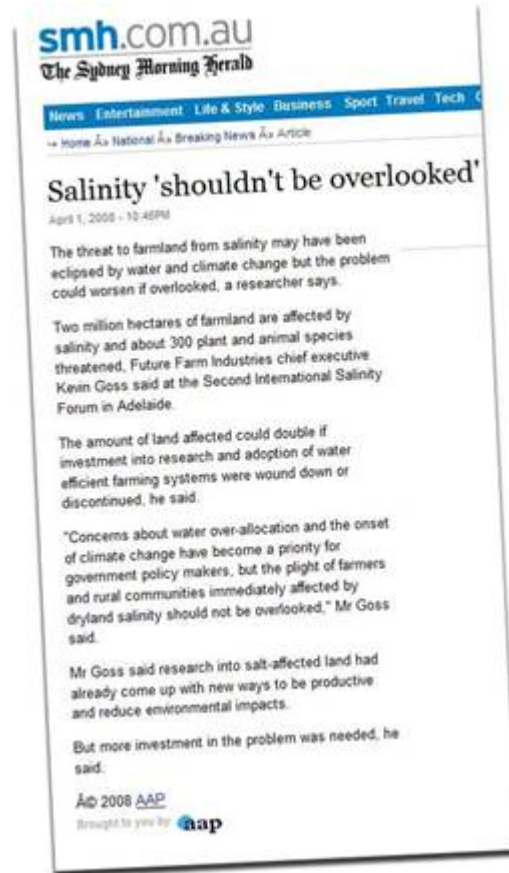 smh.com.au
The Sydney Morning Herald
News Entertainment Life & Style Business Sport Travel Tech
Home Â» National Â» Breaking News Â» Article
Salinity 'shouldn't be overlooked'
April 1, 2008 - 10:46PM
The threat to farmland from salinity may have been
eclipsed by water and climate change but the problem
could worsen if overlooked, a researcher says.
Two million hectares of farmland are affected by
salinity and about 300 plant and animal species
threatened, Future Farm Industries chief executive
Kevin Goss said at the Second International Salinity
Forum in Adelaide.
The amount of land affected could double if
investment into research and adoption of water
efficient farming systems were wound down or
discontinued, he said.
"Concerns about water over-allocation and the onset
of climate change have become a priority for
government policy makers, but the plight of farmers
and rural communities immediately affected by
dryland salinity should not be overlooked," Mr Goss
said.
Mr Goss said research into salt-affected land had
already come up with new ways to be productive
and reduce environmental impacts.
But more investment in the problem was needed, he
said.
Â© 2008 AAP
Brought to you by aap